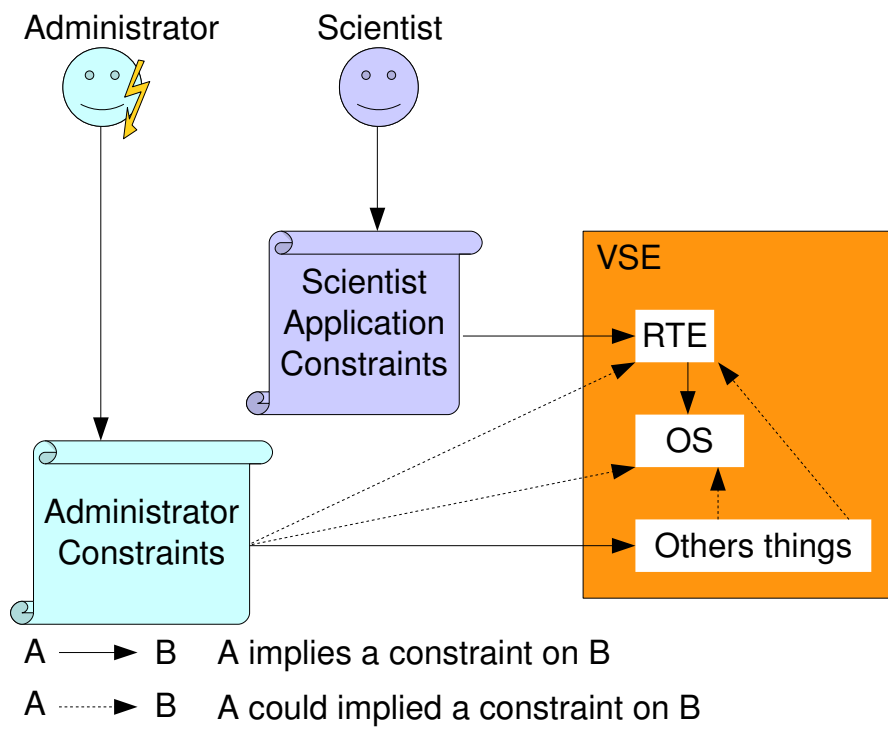 Administrator
Scientist
Scientist
Application
Constraints
VSE
RTE
OS
Others things
Administrator
Constraints
A B A implies a constraint on B
A B A could implied a constraint on B